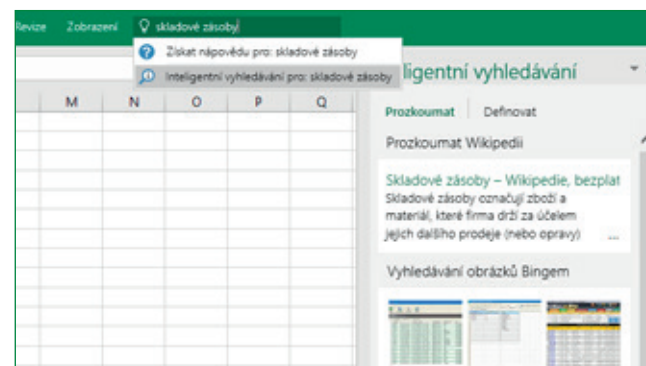 Revize Zobrazení skladové zásoby
Získat nápovědu pro: skladové zásoby
Inteligentní vyhledávání pro: skladové zásoby
ligentní vyhledávání
M N O P Q
Prozkoumat Definovat
Prozkoumat Wikipedii
Skladové zásoby – Wikipedie, bezplat
Skladové zásoby označují zboží a
materiál, které firma drží za účelem
jejich dalšího prodeje (nebo opravy) ...
Vyhledávání obrázků Bingem